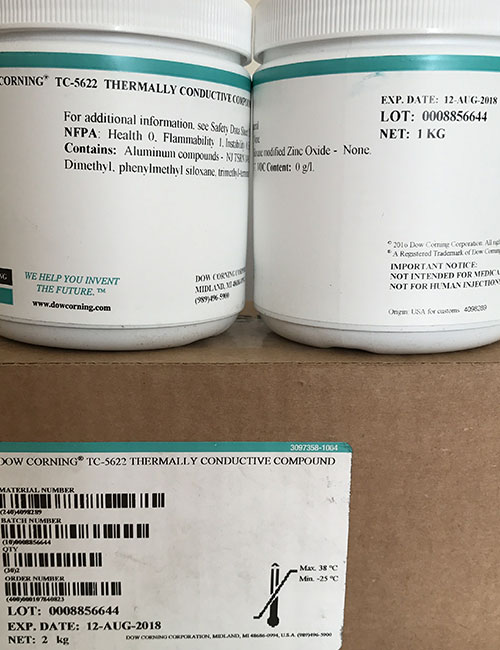 CORNING® TC-5622 THERMALLY CONDUCTIVE COMPOUND
For additional information, see Safety Data Sheet
NFPA: Health 0, Flammability 1, Instability
Contains: Aluminum compounds - NJ TSRN
Dimethyl, phenylmethyl siloxane,
WE HELP YOU INVENT
THE FUTURE.™
www.dowcorning.com
DOW CORNING
MIDLAND, MI
(989)496-5900
EXP. DATE: 12-AUG-2018
LOT: 0008856644
NET: 1 KG
modified Zinc Oxide - None.
VOC Content: 0 g/l.
© 2016 Dow Corning Corporation. All
® A Registered Trademark of Dow Corning
IMPORTANT NOTICE:
NOT INTENDED FOR
NOT FOR HUMAN
Origin: USA for customs 4098289
3097358-1004
DOW CORNING® TC-5622 THERMALLY CONDUCTIVE COMPOUND
MATERIAL NUMBER
(240)4098289
BATCH NUMBER
(10)0008856644
QTY
(30)2
ORDER NUMBER
(400)000107840823
Max. 38 °C
Min. -25 °C
LOT: 0008856644
EXP. DATE: 12-AUG-2018
NET: 2 kg
DOW CORNING CORPORATION, MIDLAND, MI 48686-0994, U.S.A. (989)496-5900